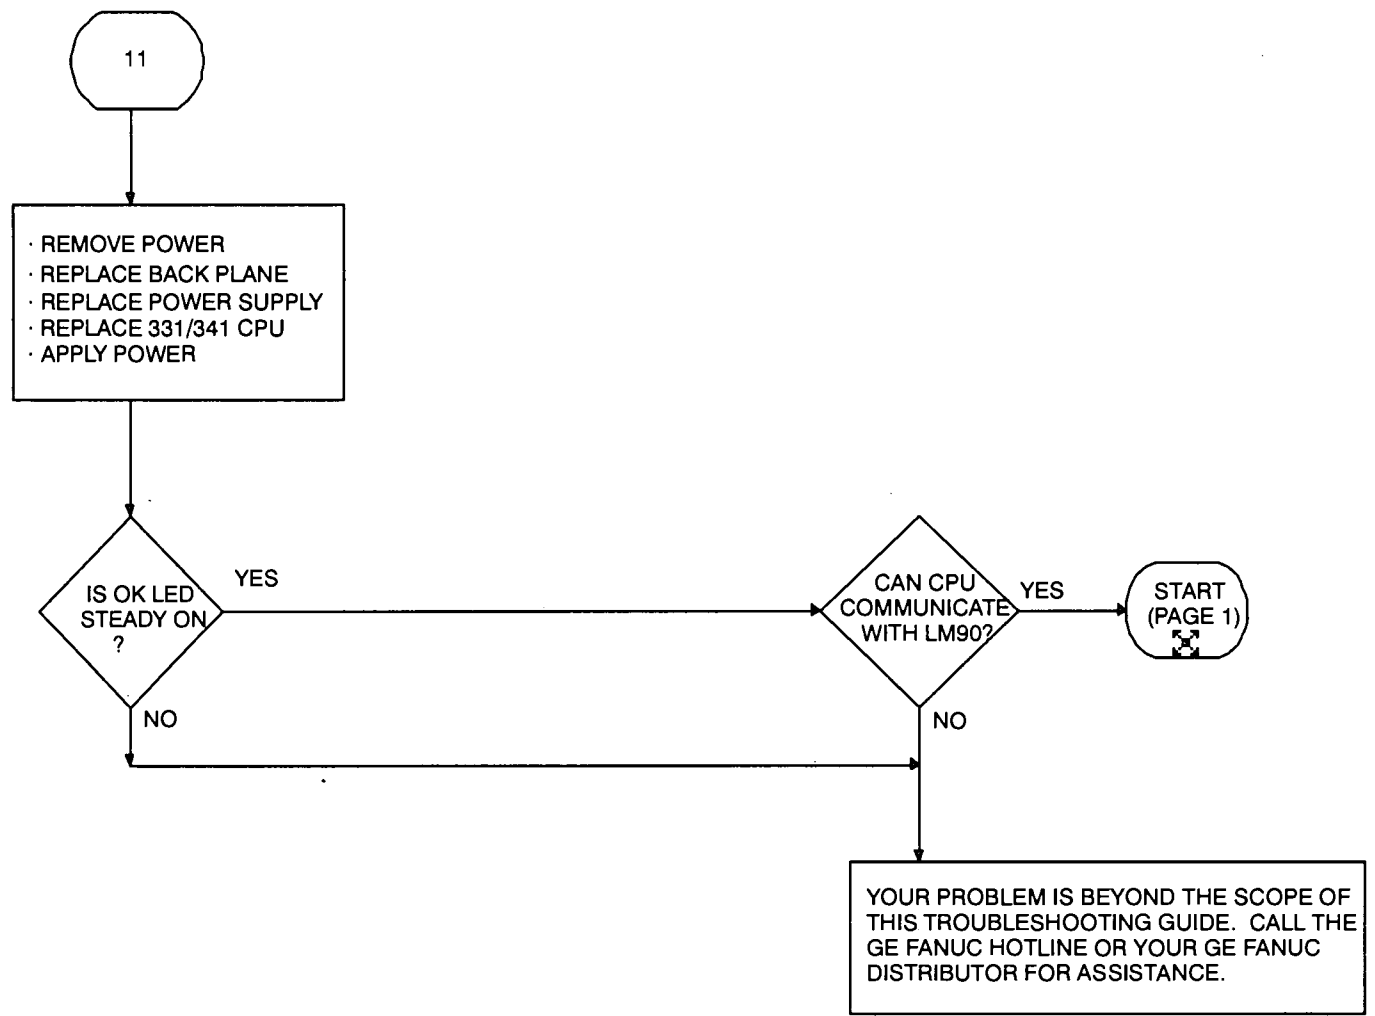 11
· REMOVE POWER
· REPLACE BACK PLANE
· REPLACE POWER SUPPLY
· REPLACE 331/341 CPU
· APPLY POWER
IS OK LED
STEADY ON
?
YES
NO
CAN CPU
COMMUNICATE
WITH LM90?
YES
NO
START
(PAGE 1)
YOUR PROBLEM IS BEYOND THE SCOPE OF
THIS TROUBLESHOOTING GUIDE. CALL THE
GE FANUC HOTLINE OR YOUR GE FANUC
DISTRIBUTOR FOR ASSISTANCE.